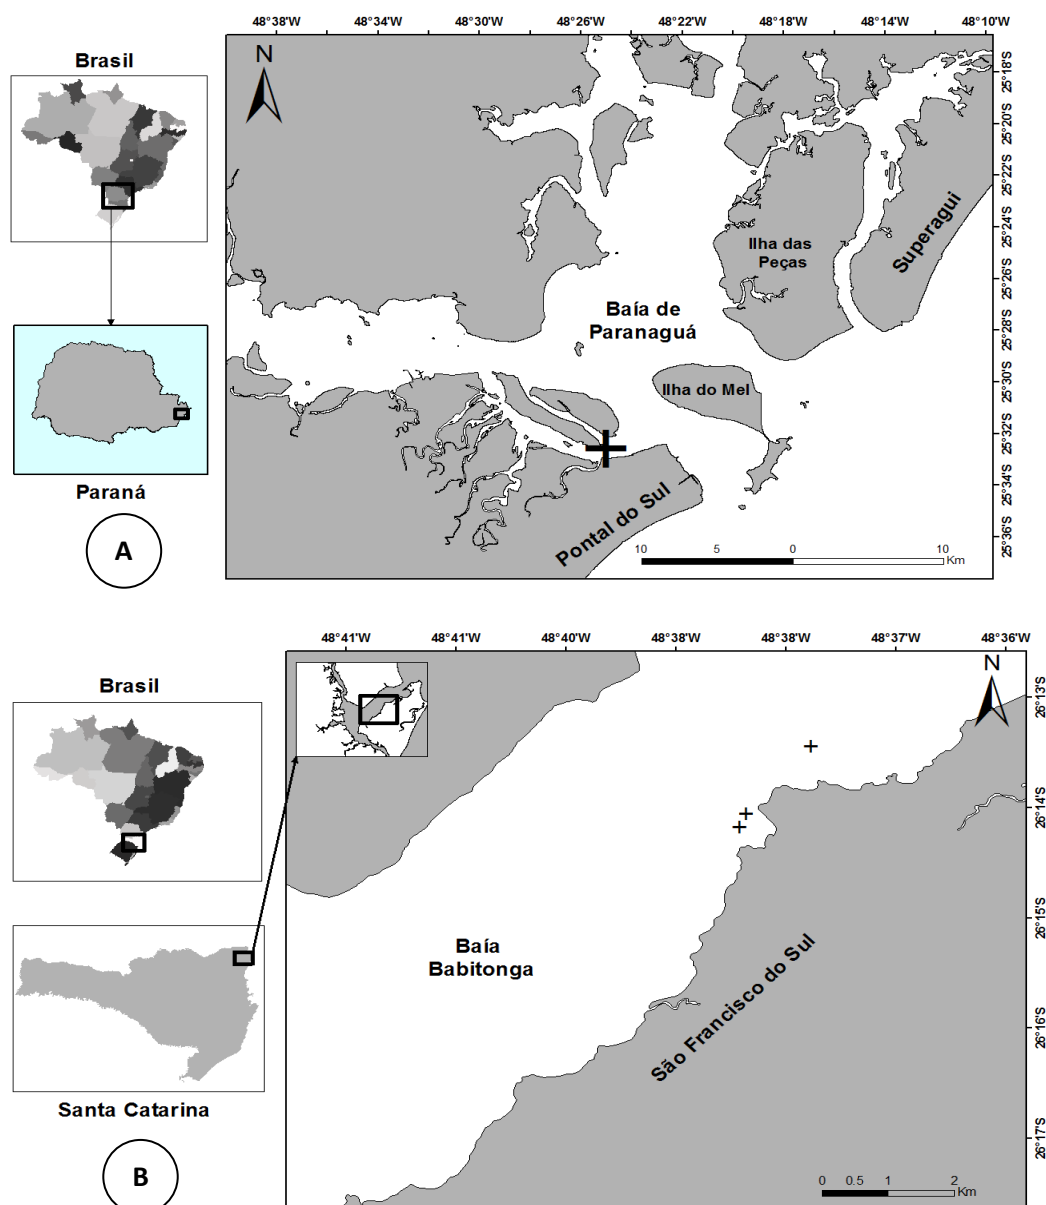 48°38'W 48°34'W 48°30'W 48°26'W 48°22'W 48°18'W 48°14'W 48°10'W
Brasil
N
25°18'S
25°20'S
25°22'S
25°24'S
25°26'S
25°28'S
25°30'S
25°32'S
25°34'S
25°36'S
Superagui
Ilha das
Peças
Baía de
Paranaguá
Ilha do Mel
Pontal do Sul
10 5 0 10
Km
Paraná
A
48°41'W 48°41'W 48°40'W 48°38'W 48°38'W 48°37'W 48°36'W
Brasil
N
26°13'S
26°14'S
26°15'S
26°16'S
26°17'S
Baía
Babitonga
São Francisco do Sul
Santa Catarina
B
0 0.5 1 2
Km